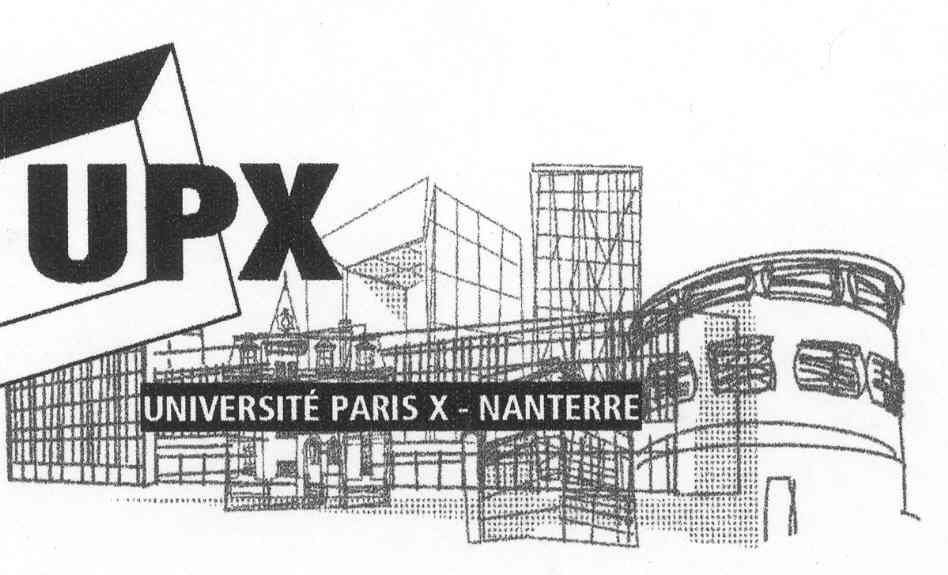 UPX
UNIVERSITÉ PARIS X - NANTERRE